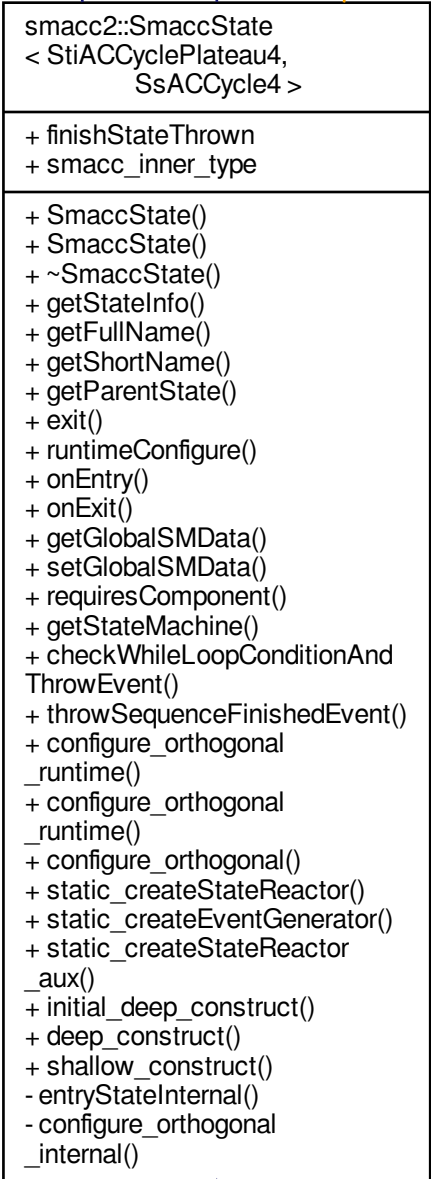 smacc2::SmaccState
< StiACCyclePlateau4,
SsACCycle4 >
+ finishStateThrown
+ smacc_inner_type
+ SmaccState()
+ SmaccState()
+ ~SmaccState()
+ getStateInfo()
+ getFullName()
+ getShortName()
+ getParentState()
+ exit()
+ runtimeConfigure()
+ onEntry()
+ onExit()
+ getGlobalSMData()
+ setGlobalSMData()
+ requiresComponent()
+ getStateMachine()
+ checkWhileLoopConditionAnd
ThrowEvent()
+ throwSequenceFinishedEvent()
+ configure_orthogonal
_runtime()
+ configure_orthogonal
_runtime()
+ configure_orthogonal()
+ static_createStateReactor()
+ static_createEventGenerator()
+ static_createStateReactor
_aux()
+ initial_deep_construct()
+ deep_construct()
+ shallow_construct()
- entryStateInternal()
- configure_orthogonal
_internal()